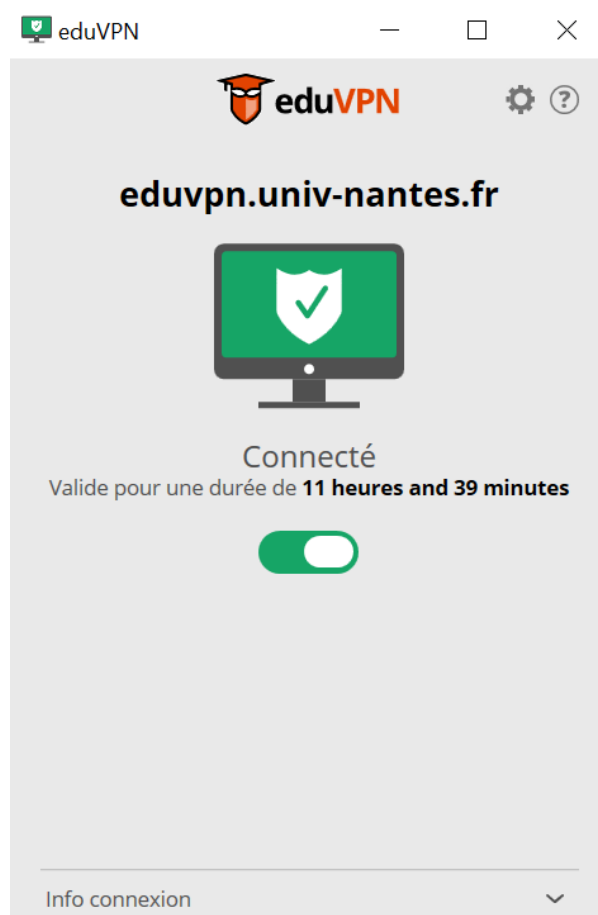 eduVPN
eduVPN
eduvpn.univ-nantes.fr
Connecté
Valide pour une durée de 11 heures and 39 minutes
Info connexion